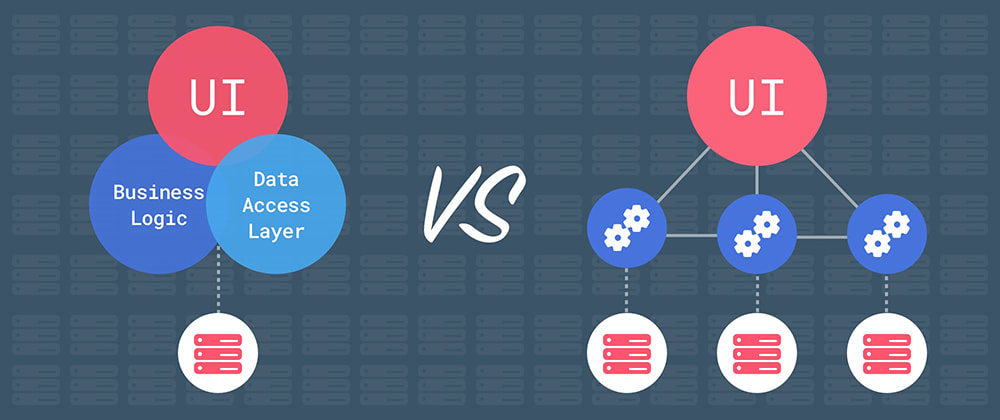 UI
Business
Logic
Data
Access
Layer
VS
UI